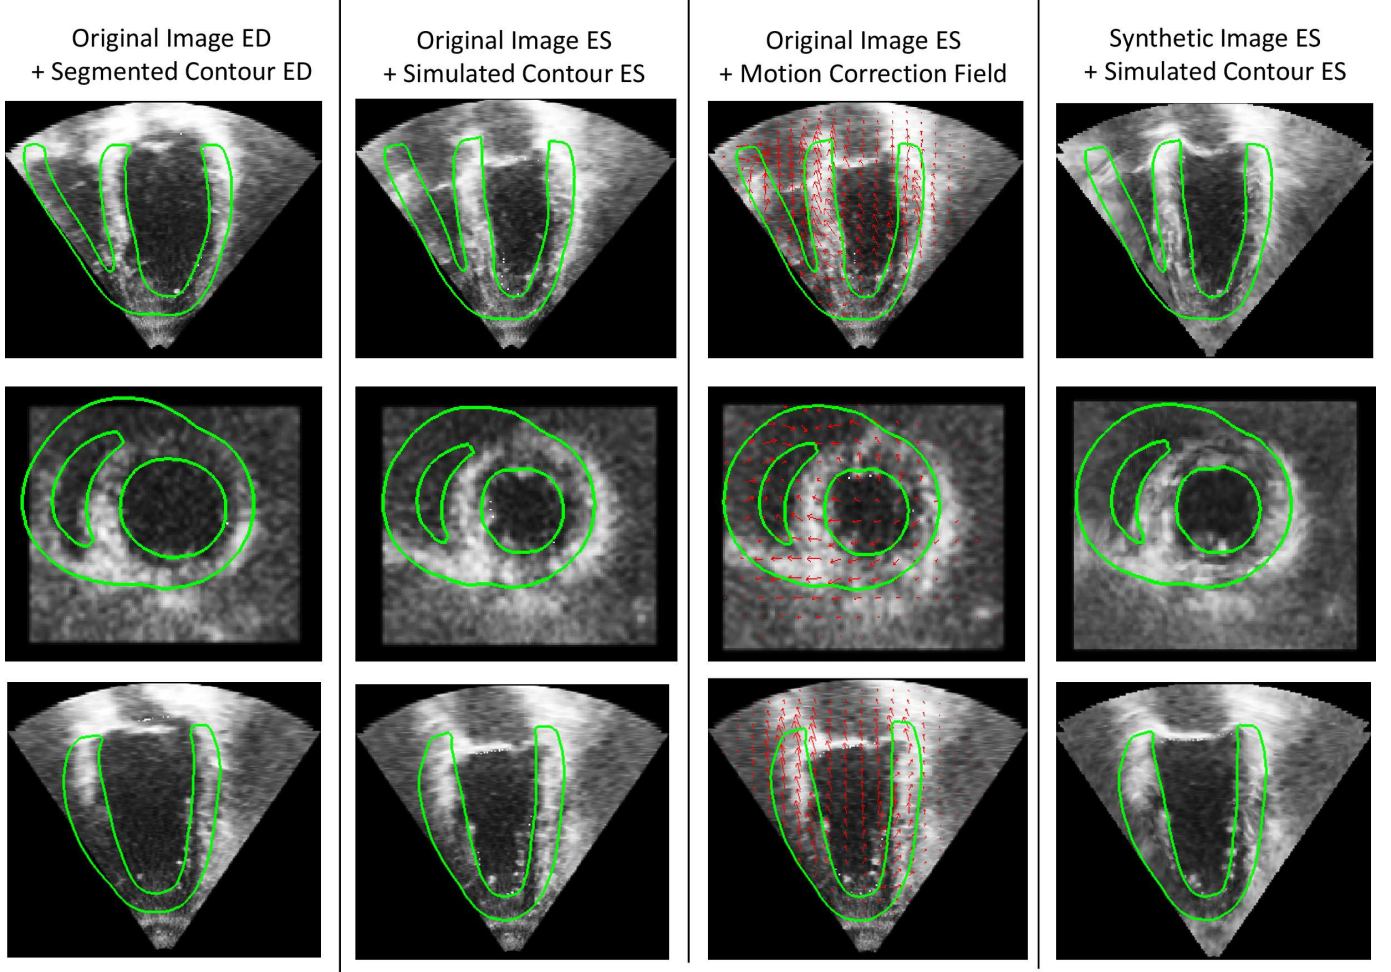 Original Image ED
+ Segmented Contour ED
Original Image ES
+ Simulated Contour ES
Original Image ES
+ Motion Correction Field
Synthetic Image ES
+ Simulated Contour ES